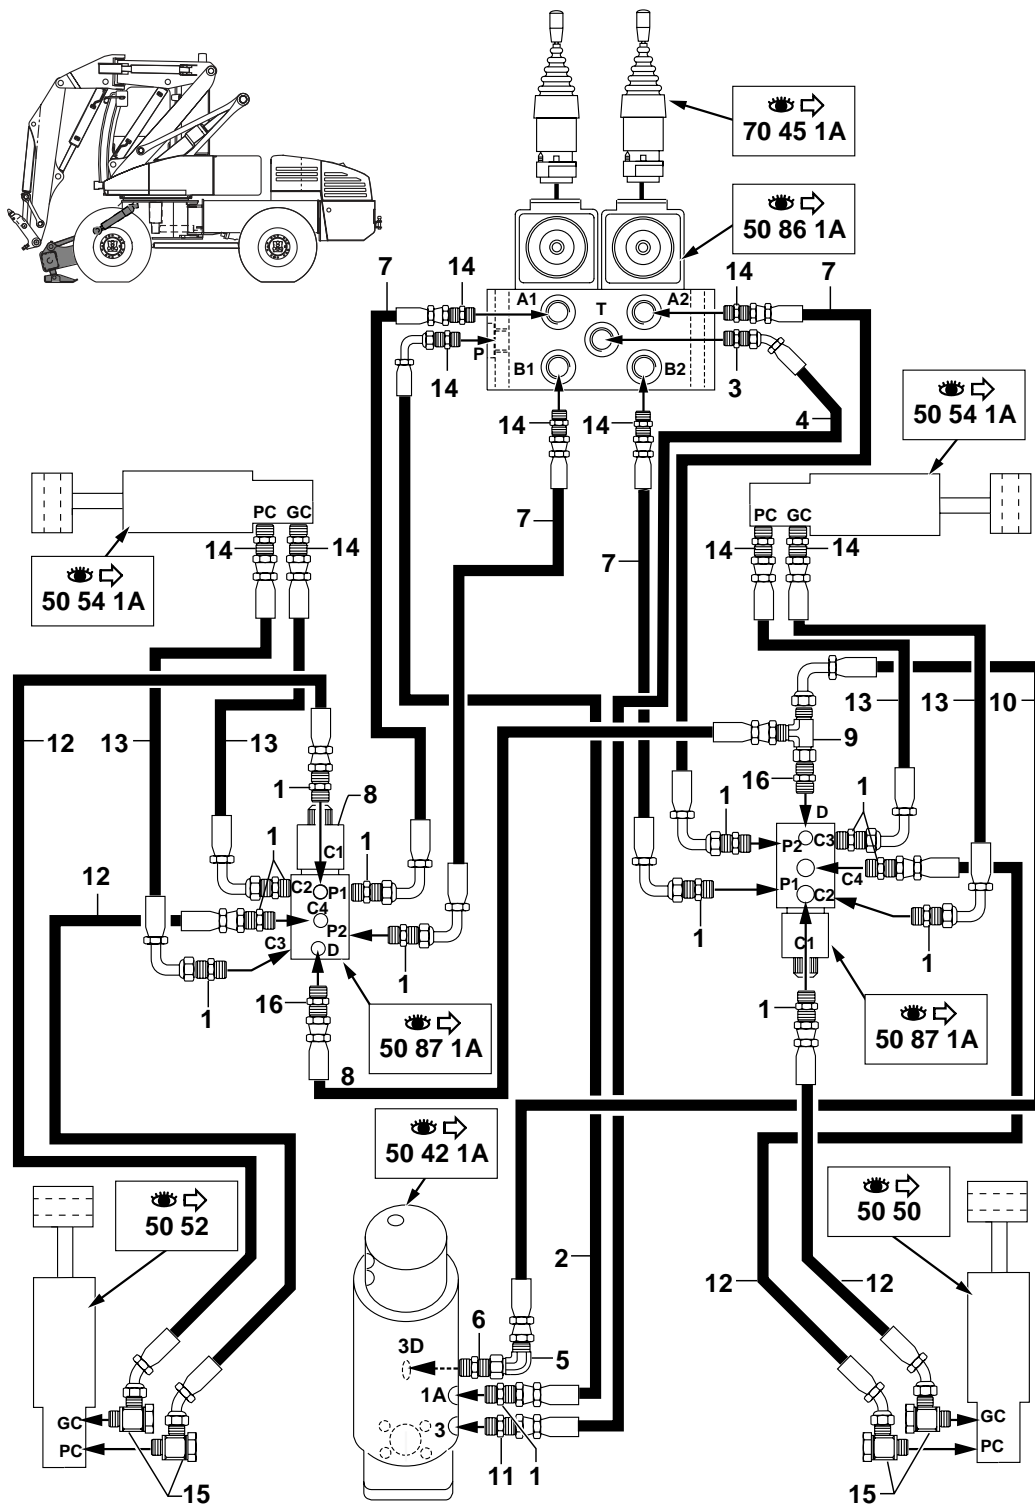 70 45 1A
50 86 1A
7
14
A1
T
A2
14
7
P
14
B1
B2
3
4
14
14
50 54 1A
PC
GC
14
14
50 54 1A
7
7
PC
GC
14
14
12
13
13
13
13
10
9
16
1
8
1
1
D
C1
1
1
P2
C3
12
C2
P1
C4
P2
C3
D
P1
C4
C2
1
1
C1
1
1
16
1
50 87 1A
50 87 1A
8
50 42 1A
50 52
50 50
2
12
12
6
3D
5
1A
3
GC
PC
GC
PC
15
11
1
15